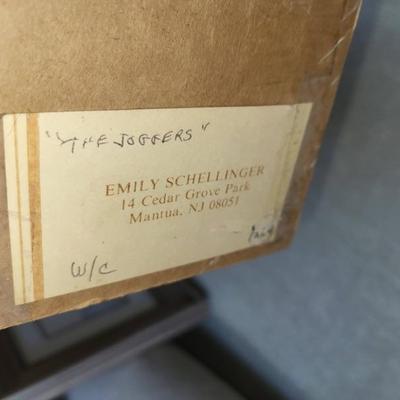 "THE JOGGERS"
EMILY SCHELLINGER
14 Cedar Grove Park
Mantua, NJ 08051
W/C